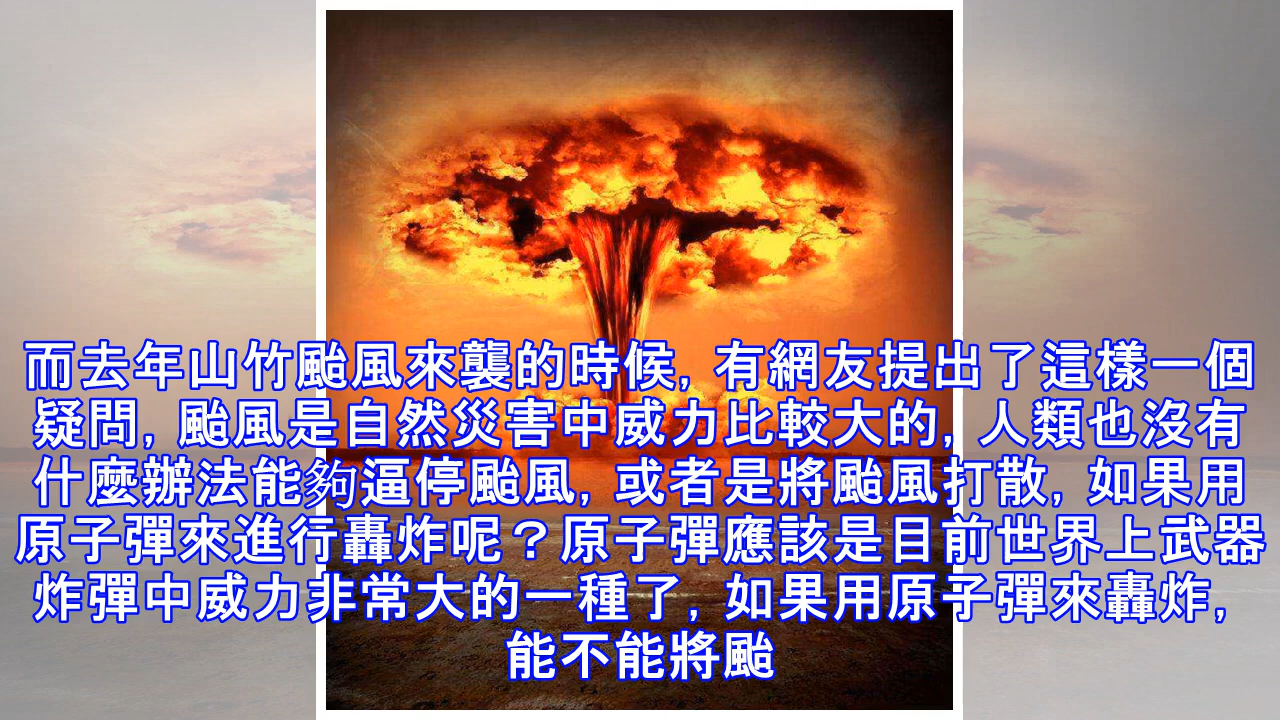 而去年山竹颱風來襲的時候, 有網友提出了這樣一個
疑問, 颱風是自然災害中威力比較大的, 人類也沒有
什麼辦法能夠逼停颱風, 或者是將颱風打散, 如果用
原子彈來進行轟炸呢？原子彈應該是目前世界上武器
炸彈中威力非常大的一種了, 如果用原子彈來轟炸,
能不能將颱